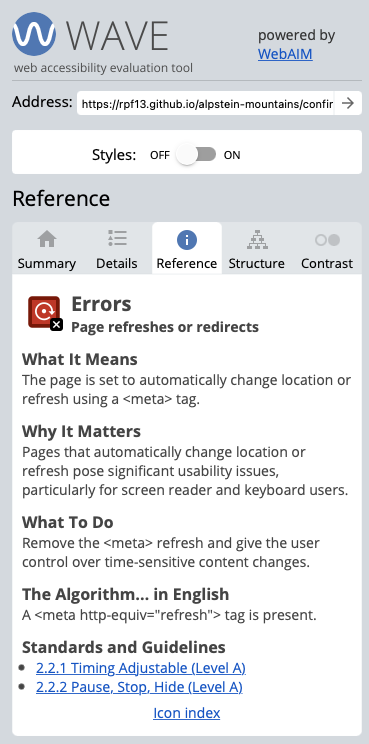 WAVE
web accessibility evaluation tool
powered by
WebAIM
Address: https://rpf13.github.io/alpstein-mountains/confir
Styles: OFF ON
Reference
Summary Details Reference Structure Contrast
Errors
Page refreshes or redirects
What It Means
The page is set to automatically change location or
refresh using a <meta> tag.
Why It Matters
Pages that automatically change location or
refresh pose significant usability issues,
particularly for screen reader and keyboard users.
What To Do
Remove the <meta> refresh and give the user
control over time-sensitive content changes.
The Algorithm... in English
A <meta http-equiv="refresh"> tag is present.
Standards and Guidelines
2.2.1 Timing Adjustable (Level A)
2.2.2 Pause, Stop, Hide (Level A)
Icon index